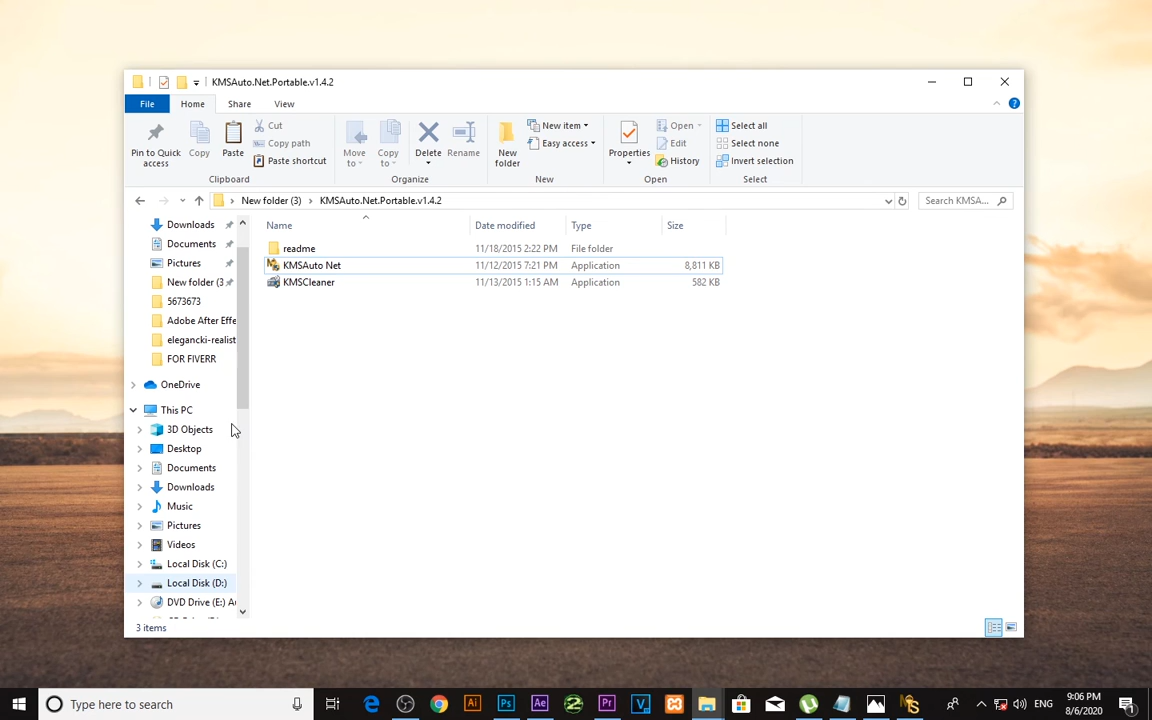 KMSAuto.Net.Portable.v1.4.2
File Home Share View
Pin to Quick access
Copy
Paste
Cut
Copy path
Paste shortcut
Clipboard
Move to
Copy to
Delete
Rename
Organize
New folder
New item
Easy access
New
Properties
Open
Edit
History
Open
Select all
Select none
Invert selection
Select
New folder (3) KMSAuto.Net.Portable.v1.4.2
Search KMSA...
Name Date modified Type Size
readme 11/18/2015 2:22 PM File folder
KMSAuto Net 11/12/2015 7:21 PM Application 8,811 KB
KMSCleaner 11/13/2015 1:15 AM Application 582 KB
Downloads
Documents
Pictures
New folder (3
5673673
Adobe After Effe
elegancki-realist
FOR FIVERR
OneDrive
This PC
3D Objects
Desktop
Documents
Downloads
Music
Pictures
Videos
Local Disk (C:)
Local Disk (D:)
DVD Drive (E:) Au
3 items
Type here to search
Ai Ps Ae Pr
ENG
9:06 PM
8/6/2020